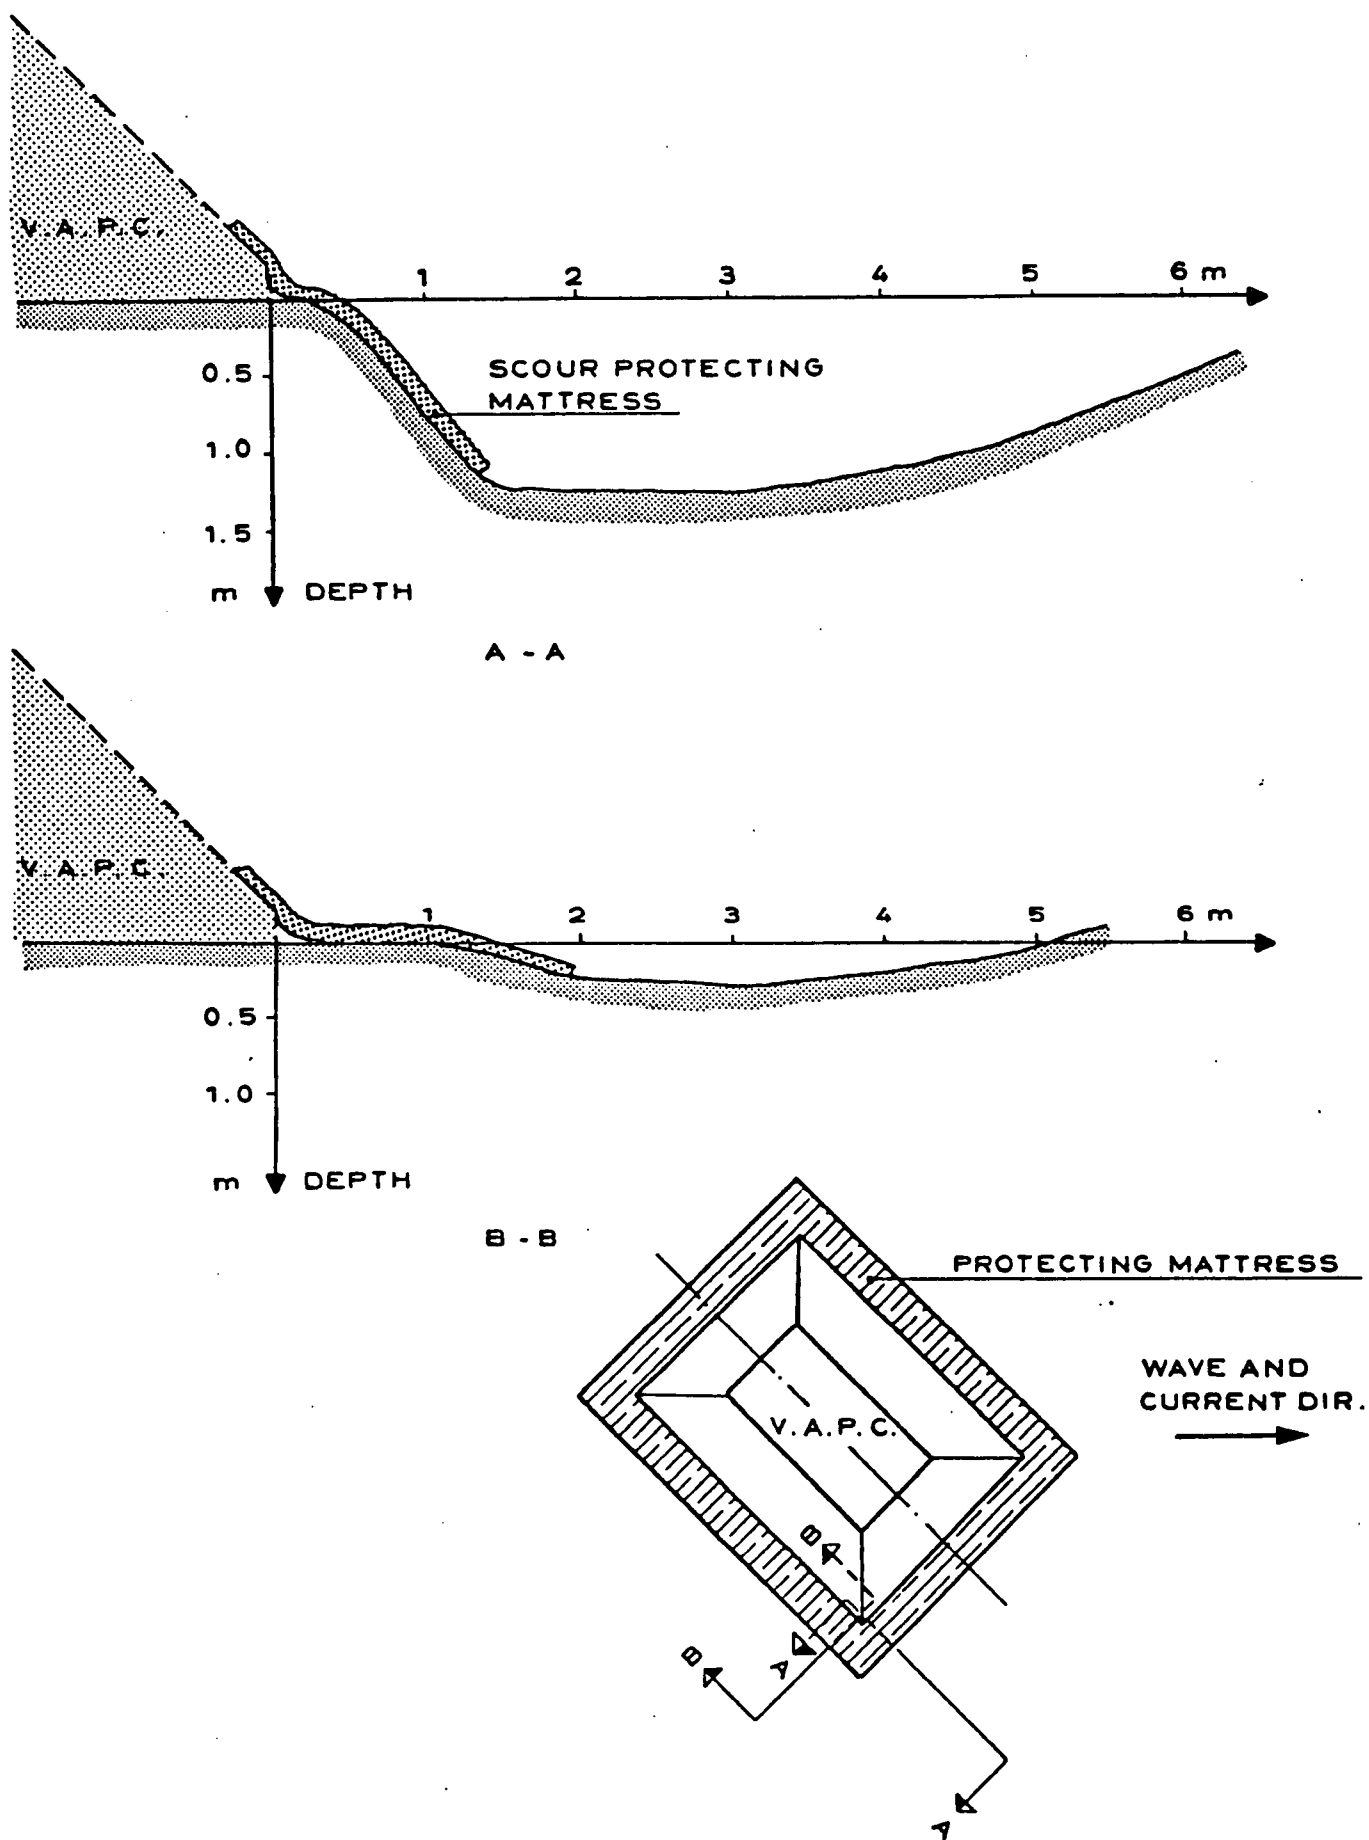 V.A.P.C.
1 2 3 4 5 6 m
0.5
SCOUR PROTECTING
MATTRESS
1.0
1.5
m DEPTH
A - A
V.A.P.C.
1 2 3 4 5 6 m
0.5
1.0
m DEPTH
B - B
PROTECTING MATTRESS
WAVE AND
CURRENT DIR.
V.A.P.C.
B
B
A
A